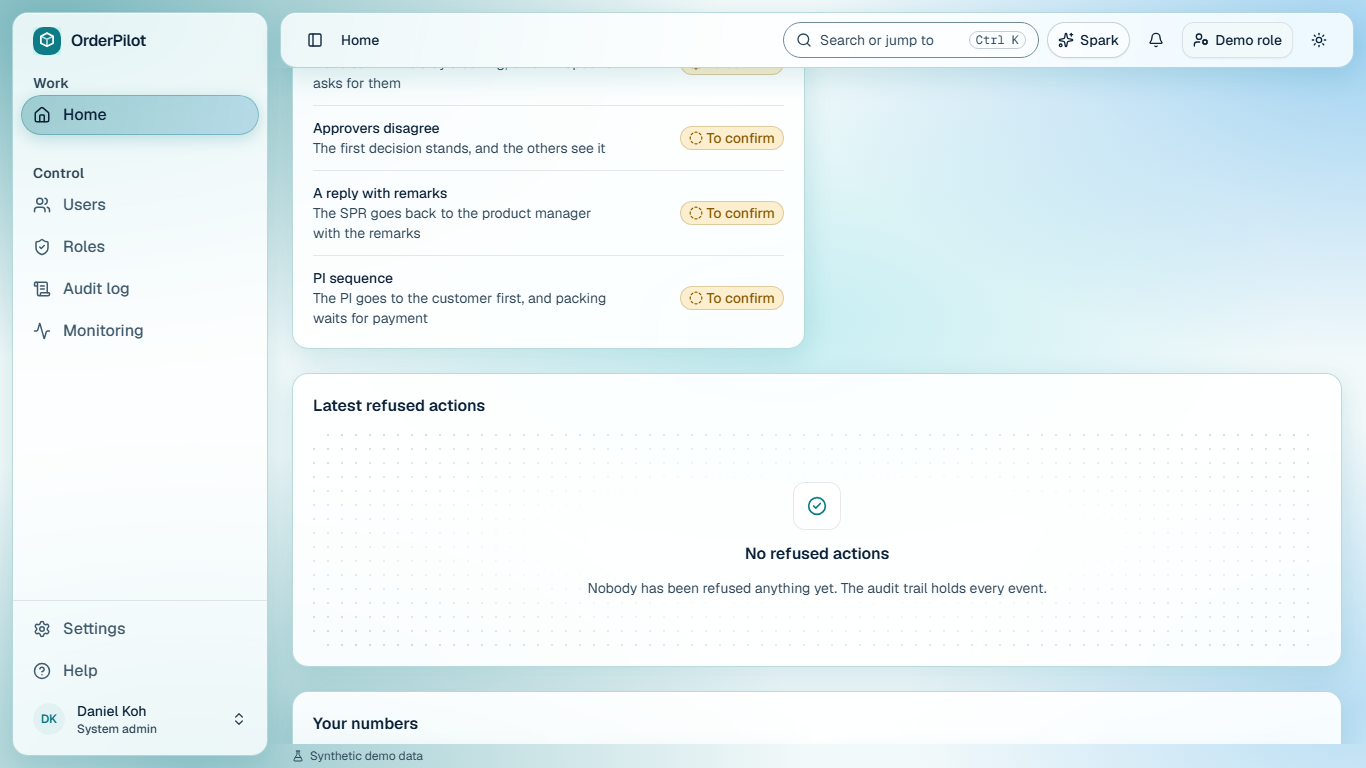 OrderPilot
Work
Home
Control
Users
Roles
Audit log
Monitoring
Settings
Help
DK
Daniel Koh
System admin
Home
Search or jump to
Ctrl K
Spark
Demo role
asks for them
Approvers disagree
The first decision stands, and the others see it
To confirm
A reply with remarks
The SPR goes back to the product manager
with the remarks
To confirm
PI sequence
The PI goes to the customer first, and packing
waits for payment
To confirm
Latest refused actions
No refused actions
Nobody has been refused anything yet. The audit trail holds every event.
Your numbers
Synthetic demo data